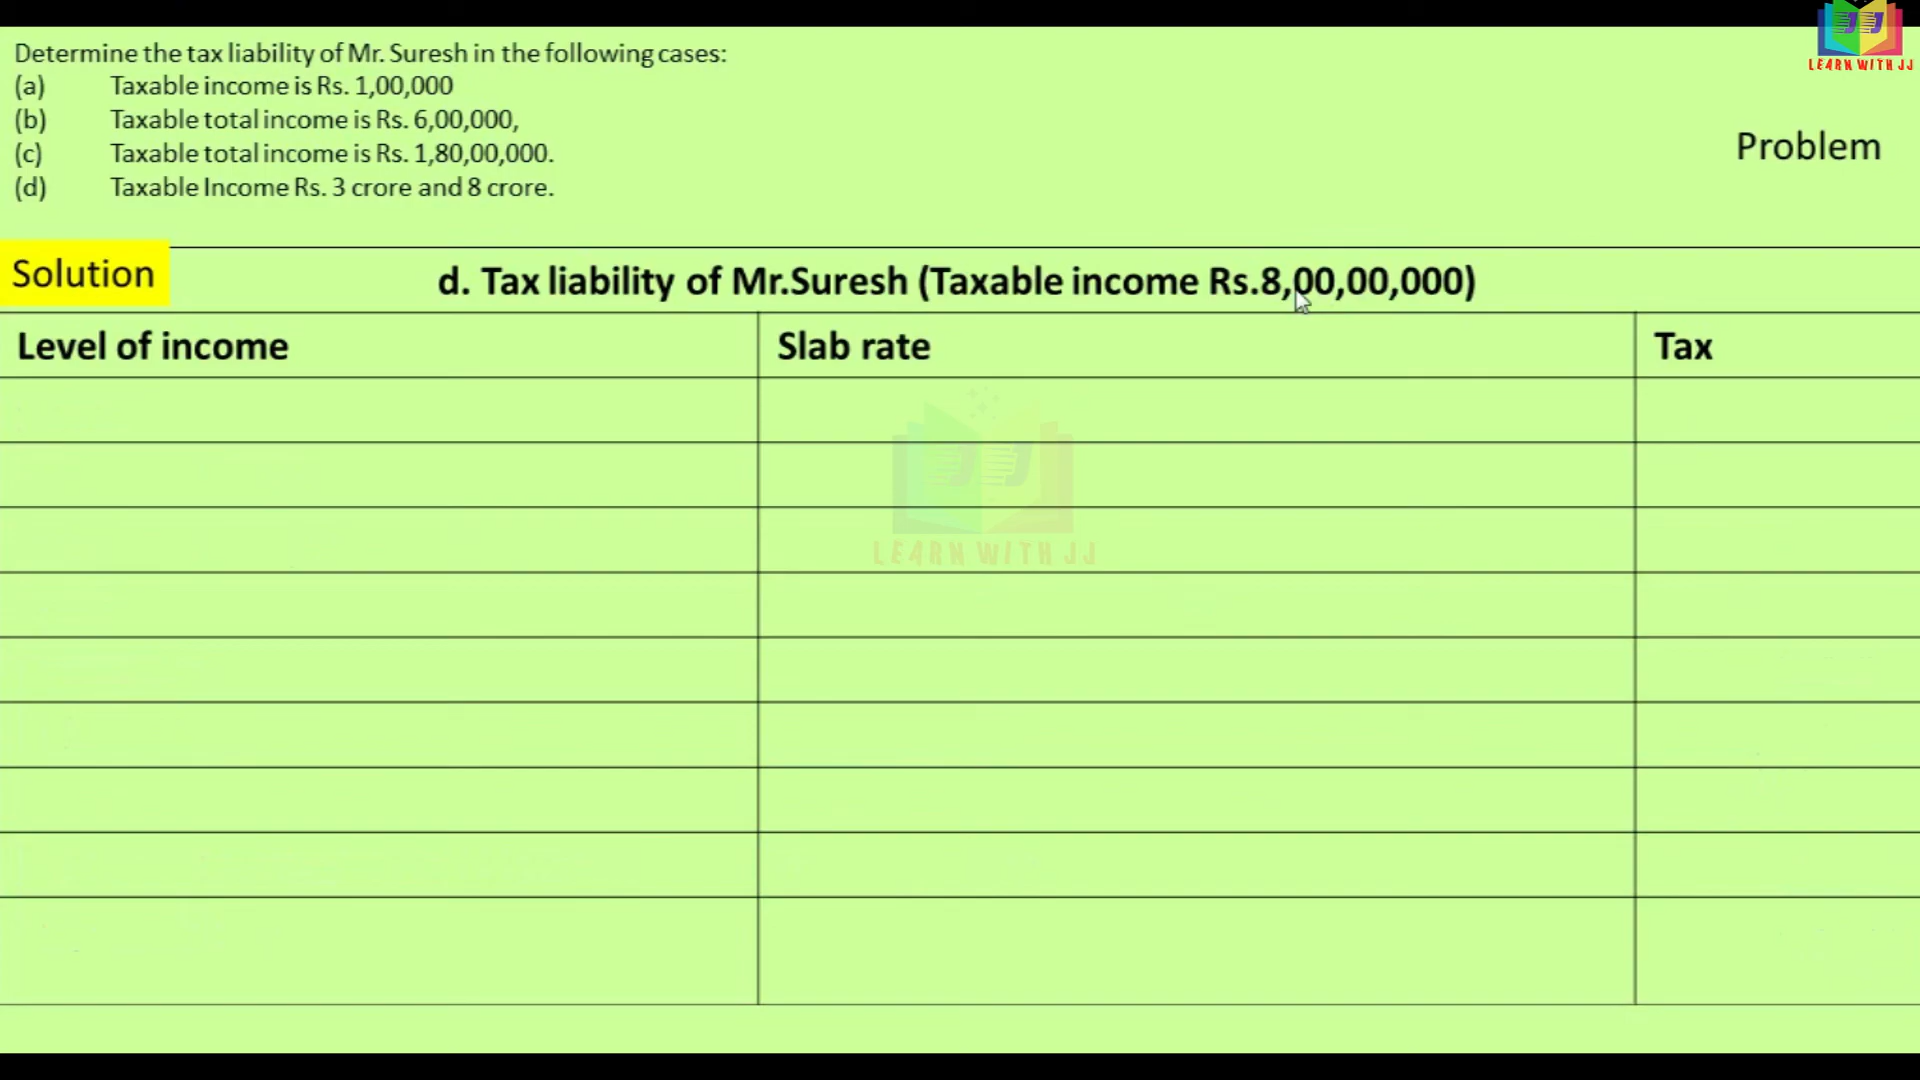 LEARN WITH JJ
Determine the tax liability of Mr. Suresh in the following cases:
(a) Taxable income is Rs. 1,00,000
(b) Taxable total income is Rs. 6,00,000,
(c) Taxable total income is Rs. 1,80,00,000.
(d) Taxable Income Rs. 3 crore and 8 crore.
Problem
Solution
d. Tax liability of Mr.Suresh (Taxable income Rs.8,00,00,000)
Level of income Slab rate Tax
LEARN WITH JJ